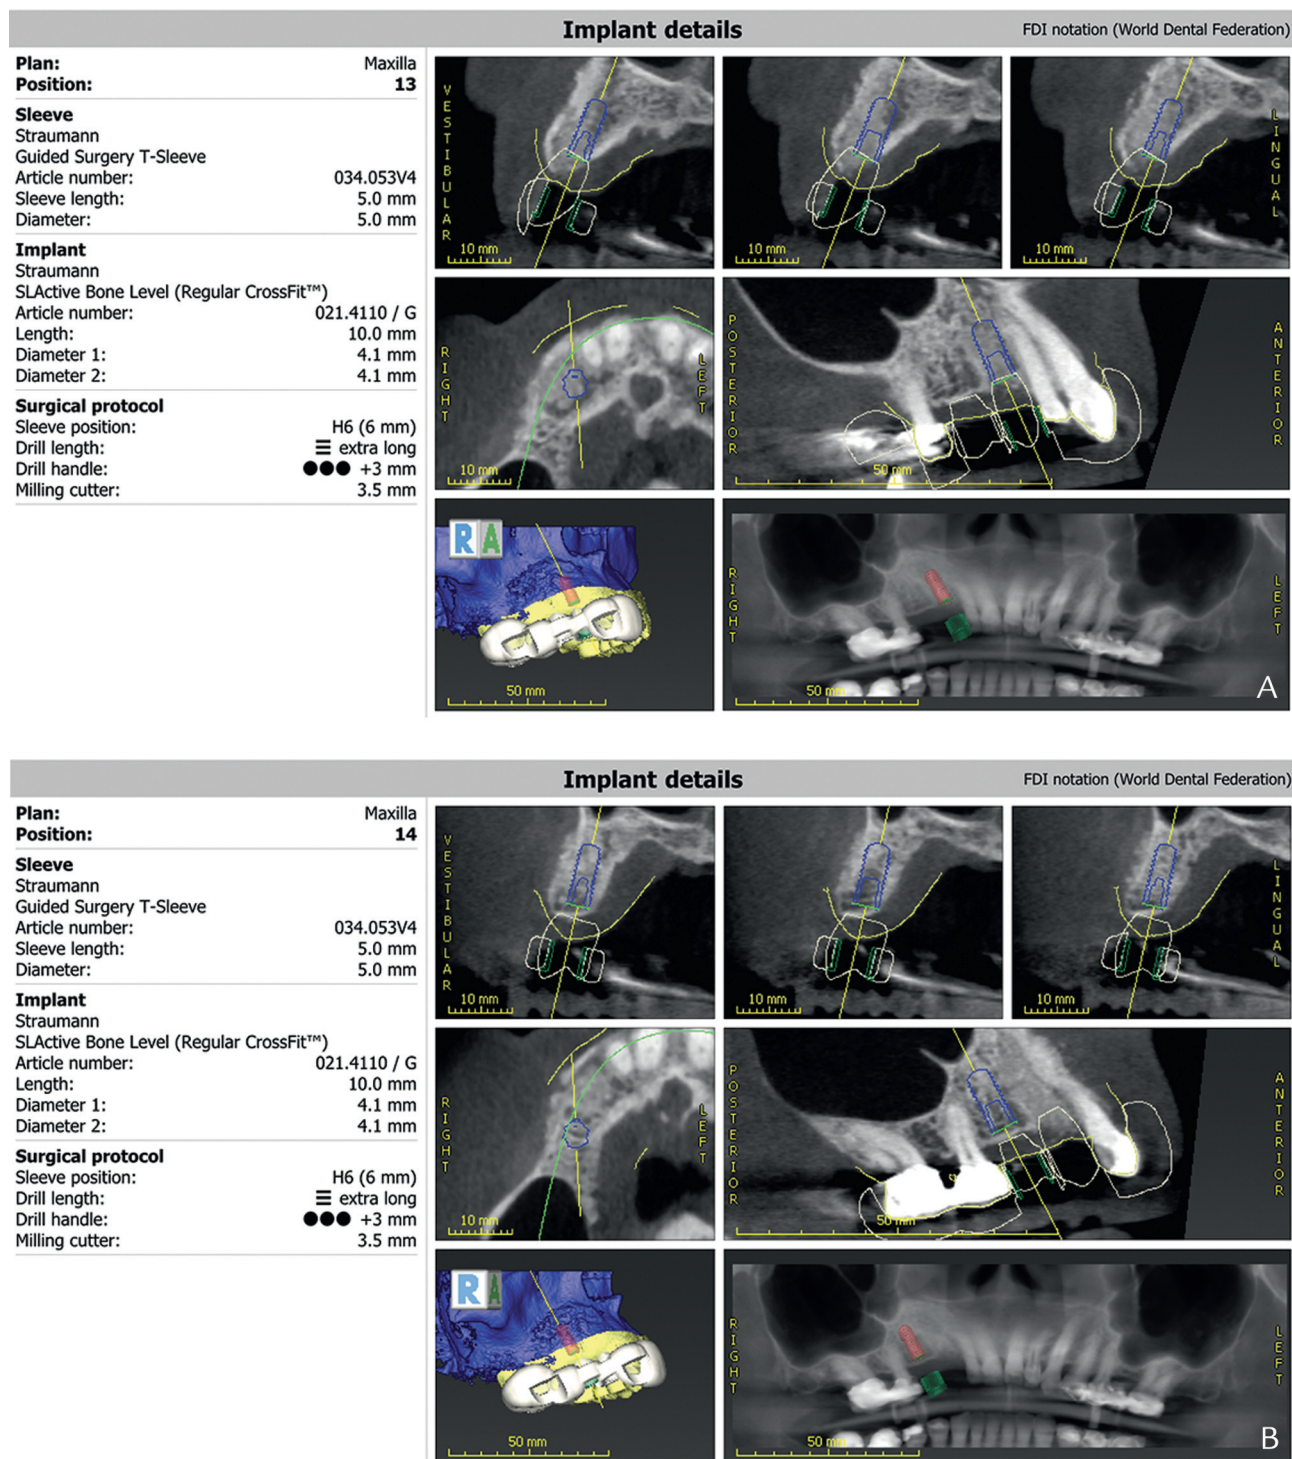 Implant details
FDI notation (World Dental Federation)
Plan: Maxilla
Position: 13
Sleeve
Straumann
Guided Surgery T-Sleeve
Article number: 034.053V4
Sleeve length: 5.0 mm
Diameter: 5.0 mm
Implant
Straumann
SLActive Bone Level (Regular CrossFit™)
Article number: 021.4110 / G
Length: 10.0 mm
Diameter 1: 4.1 mm
Diameter 2: 4.1 mm
Surgical protocol
Sleeve position: H6 (6 mm)
Drill length: extra long
Drill handle: ●●● +3 mm
Milling cutter: 3.5 mm
VESTIBULAR
10 mm
10 mm
LINGUAL
10 mm
RIGHT
LEFT
10 mm
POSTERIOR
ANTERIOR
50 mm
R A
50 mm
RIGHT
LEFT
50 mm
A
Implant details
FDI notation (World Dental Federation)
Plan: Maxilla
Position: 14
Sleeve
Straumann
Guided Surgery T-Sleeve
Article number: 034.053V4
Sleeve length: 5.0 mm
Diameter: 5.0 mm
Implant
Straumann
SLActive Bone Level (Regular CrossFit™)
Article number: 021.4110 / G
Length: 10.0 mm
Diameter 1: 4.1 mm
Diameter 2: 4.1 mm
Surgical protocol
Sleeve position: H6 (6 mm)
Drill length: extra long
Drill handle: ●●● +3 mm
Milling cutter: 3.5 mm
VESTIBULAR
10 mm
10 mm
LINGUAL
10 mm
RIGHT
LEFT
10 mm
POSTERIOR
ANTERIOR
50 mm
R A
50 mm
RIGHT
LEFT
50 mm
B